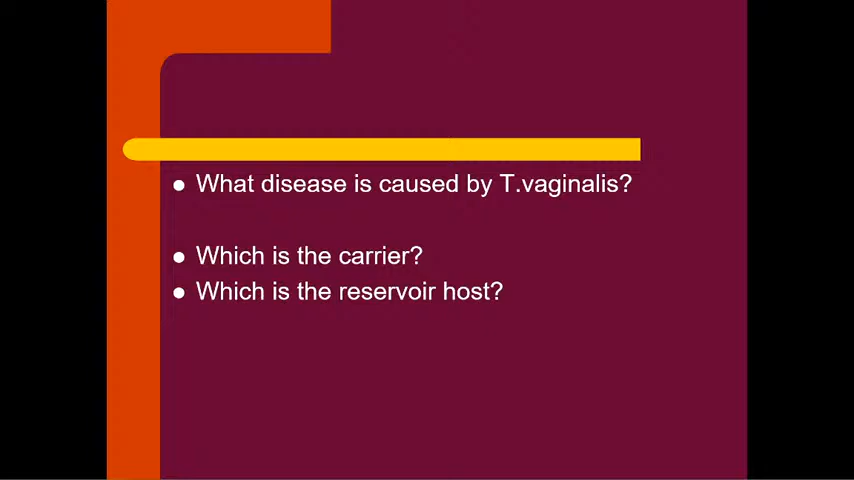 ● What disease is caused by T.vaginalis?
● Which is the carrier?
● Which is the reservoir host?